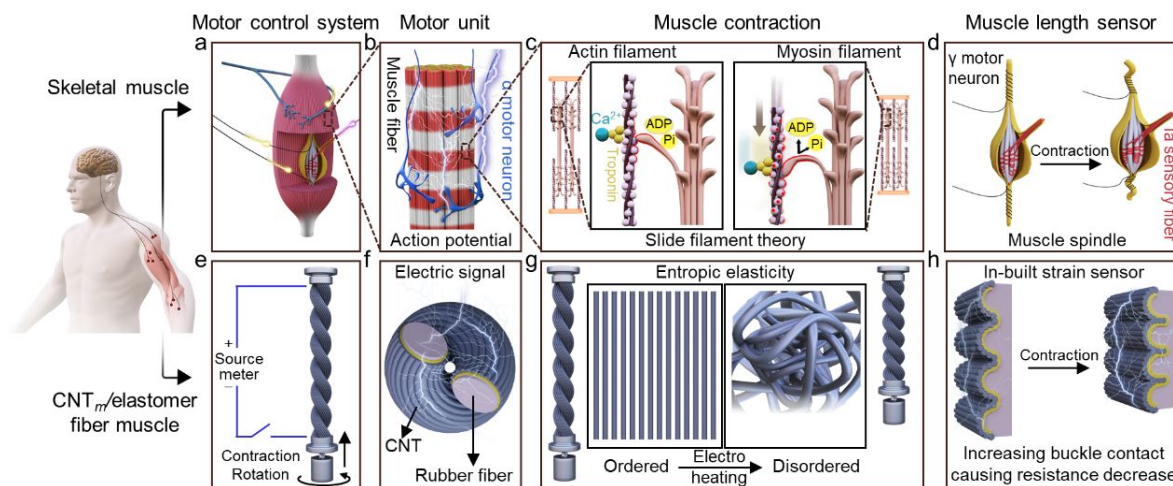 Motor control system
Motor unit
Muscle contraction
Muscle length sensor
Skeletal muscle
CNTm/elastomer
fiber muscle
a
b
Muscle fiber
α motor neuron
Action potential
c
Actin filament
Myosin filament
Ca2+
Troponin
ADP
Pi
ADP
Pi
Slide filament theory
d
γ motor
neuron
Contraction
Ia sensory fiber
Muscle spindle
e
+
Source
meter
−
Contraction
Rotation
f
Electric signal
CNT
Rubber fiber
g
Entropic elasticity
Ordered
Electro
heating
Disordered
h
In-built strain sensor
Contraction
Increasing buckle contact
causing resistance decrease